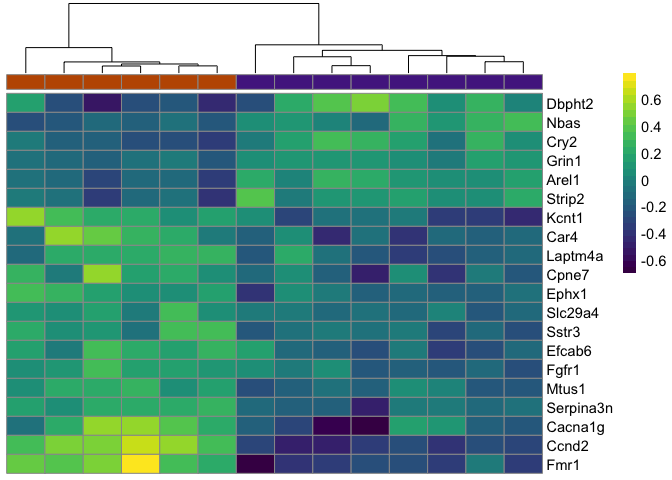 Dbpht2
Nbas
Cry2
Grin1
Arel1
Strip2
Kcnt1
Car4
Laptm4a
Cpne7
Ephx1
Slc29a4
Sstr3
Efcab6
Fgfr1
Mtus1
Serpina3n
Cacna1g
Ccnd2
Fmr1
0.6
0.4
0.2
0
-0.2
-0.4
-0.6